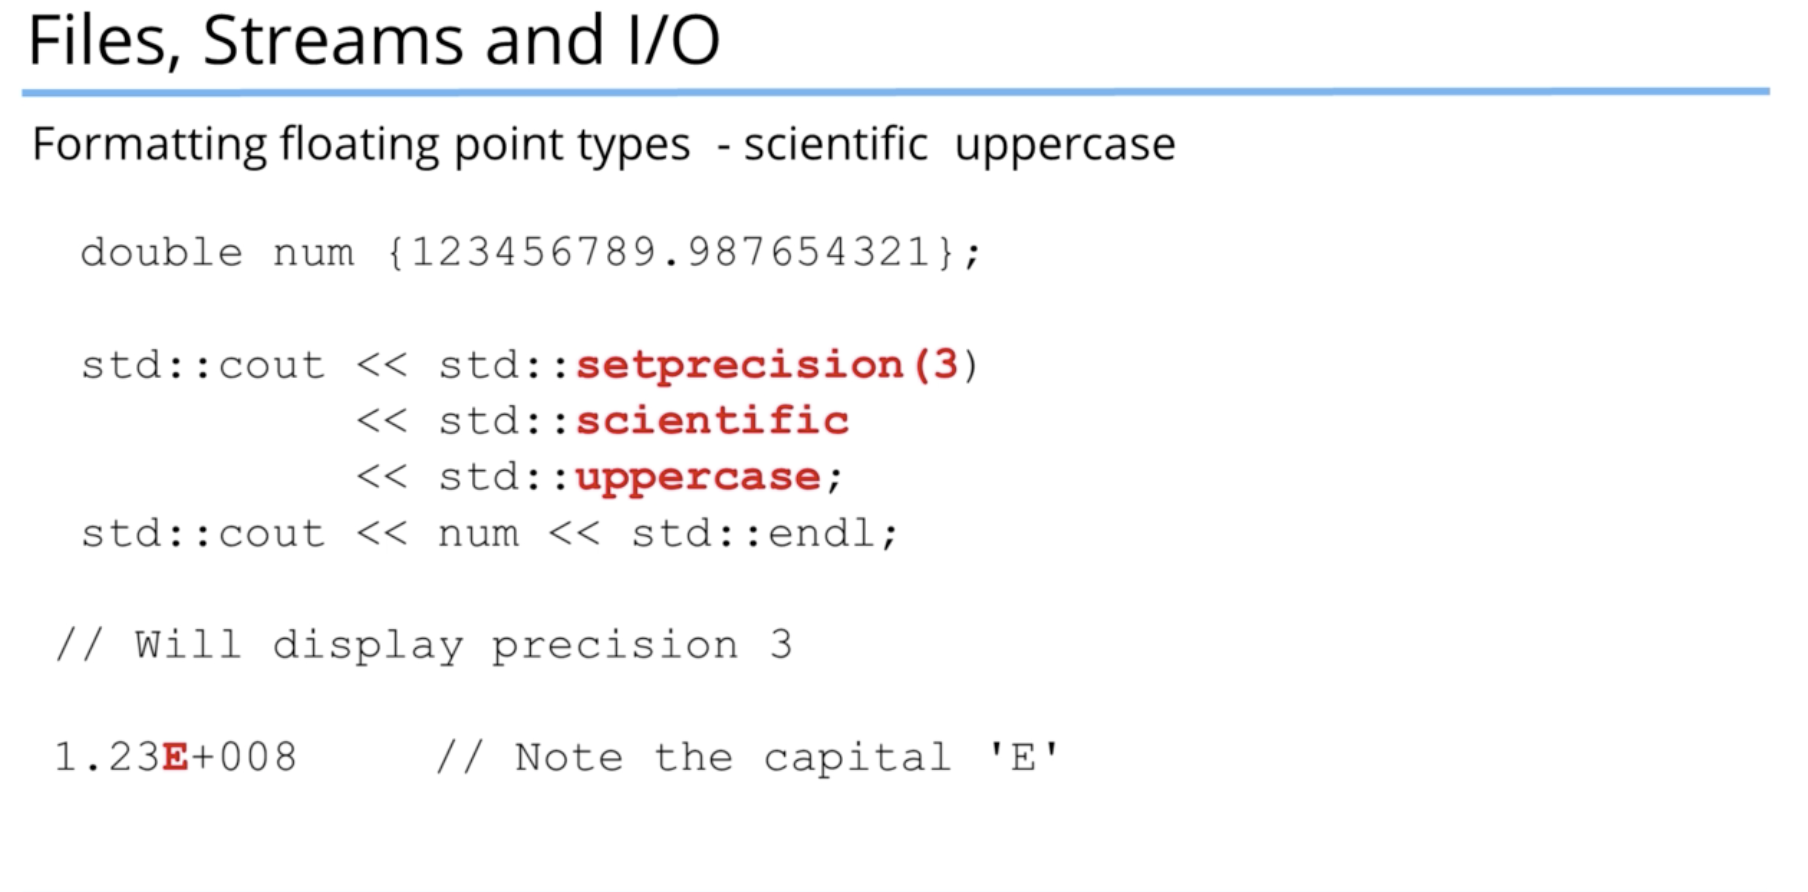 Files, Streams and I/O
Formatting floating point types - scientific uppercase
double num {123456789.987654321};
std::cout << std::setprecision(3)
<< std::scientific
<< std::uppercase;
std::cout << num << std::endl;
// Will display precision 3
1.23E+008 // Note the capital 'E'